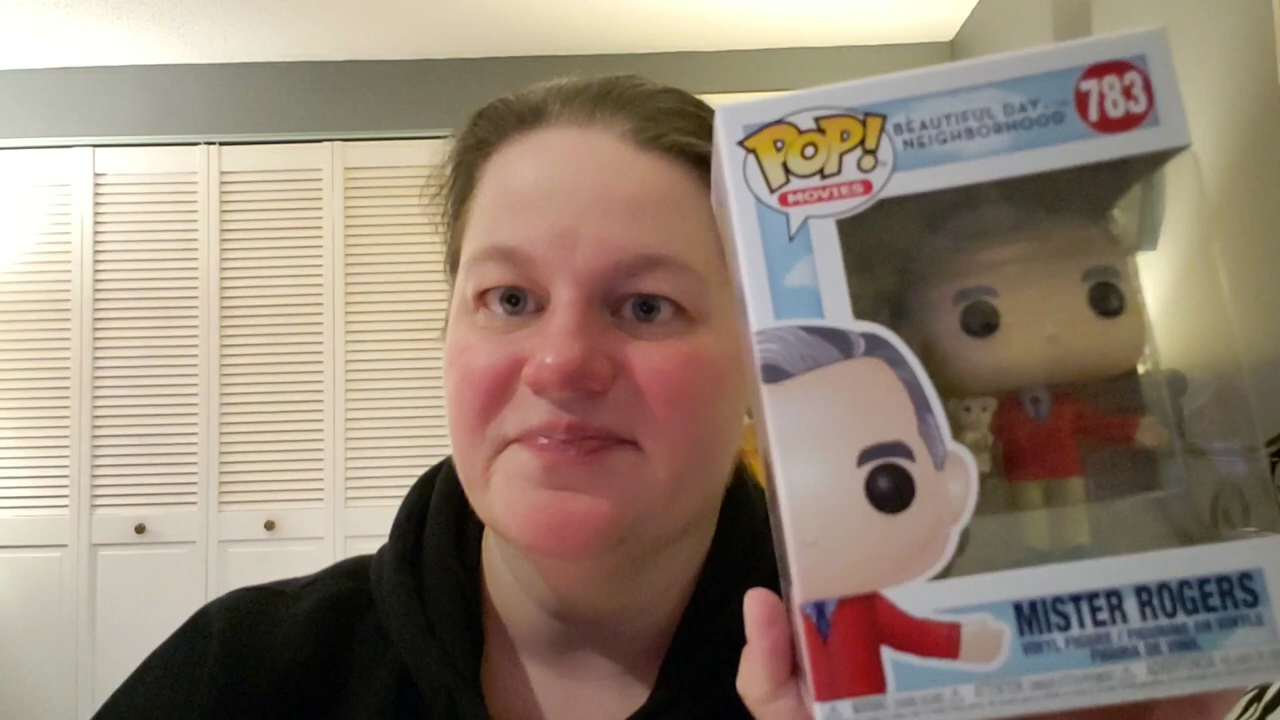 POP!
MOVIES
BEAUTIFUL DAY
NEIGHBORHOOD
783
MISTER ROGERS
VINYL FIGURE / FIGURINE EN VINYLE
FIGURA DE VINIL